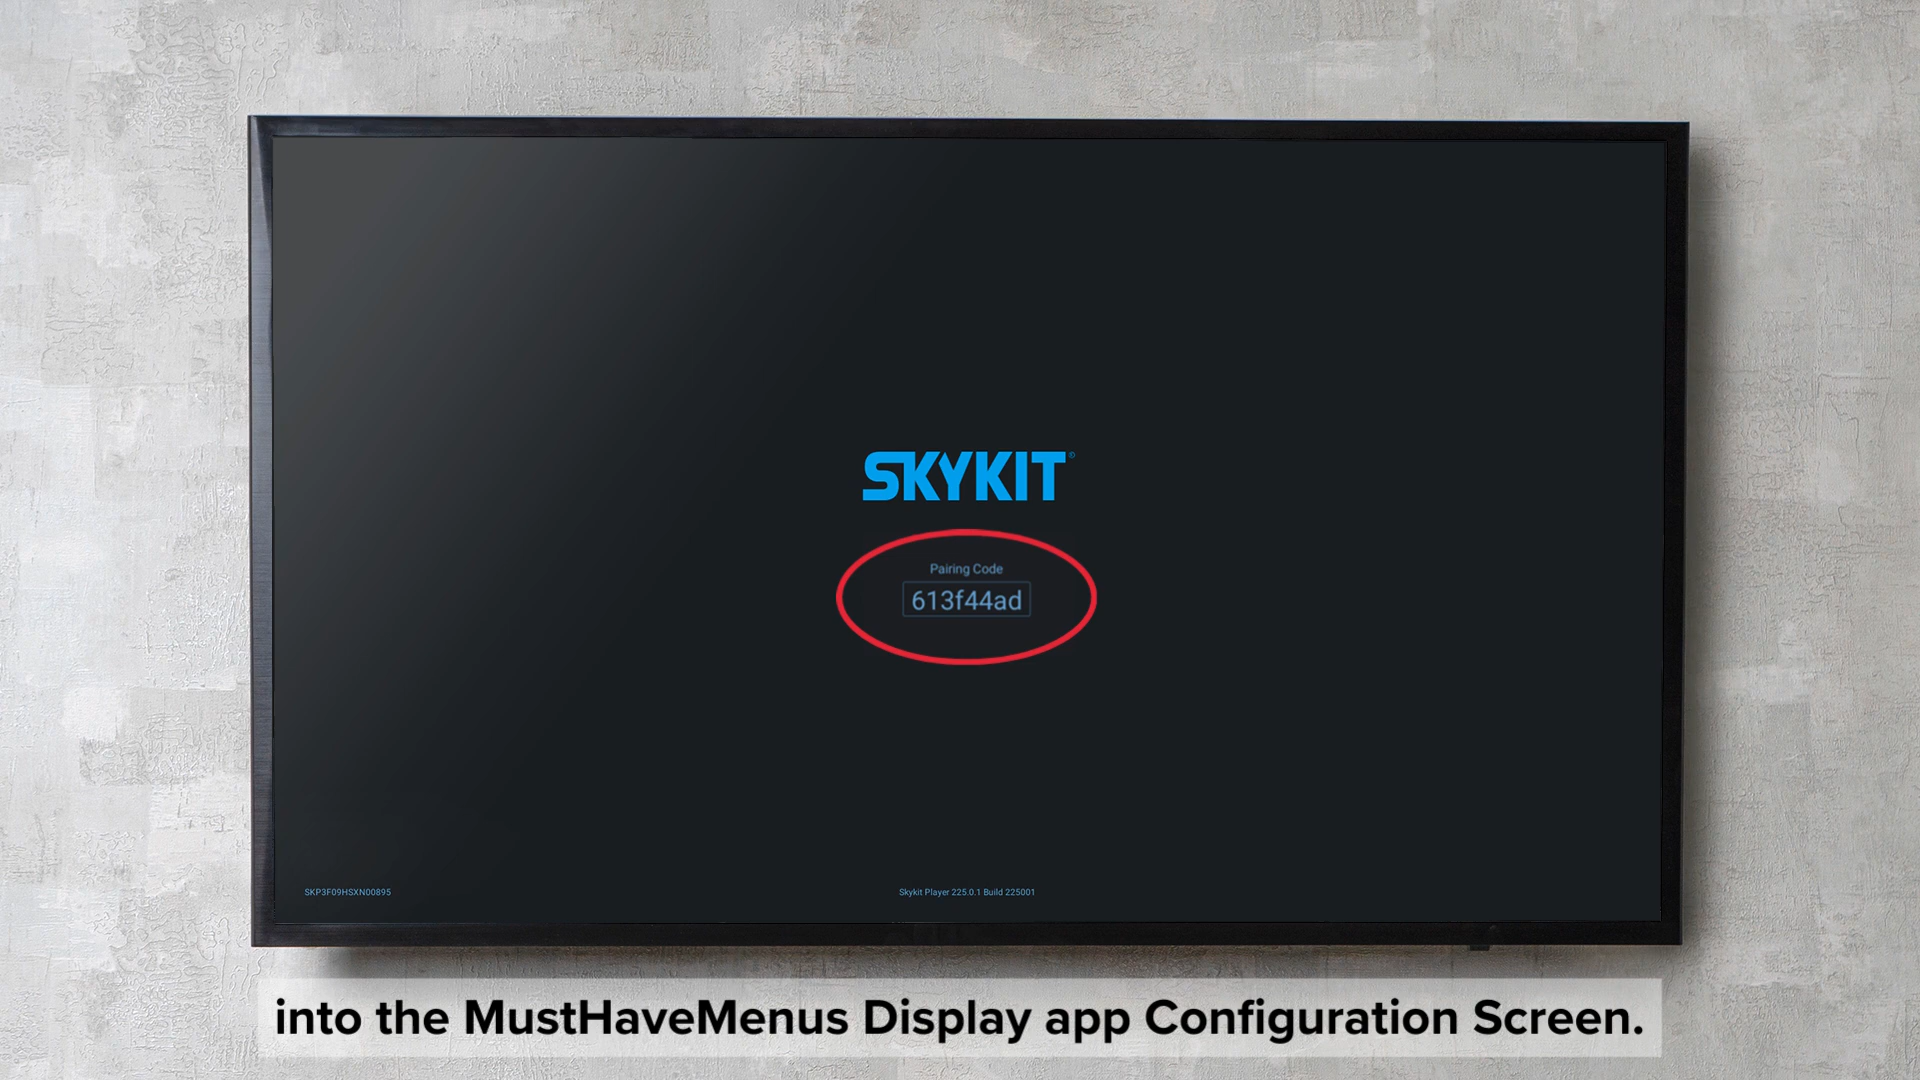 SKYKIT®
Pairing Code
613f44ad
SKP3F09HSXN00895
Skykit Player 225.0.1 Build 225001
into the MustHaveMenus Display app Configuration Screen.